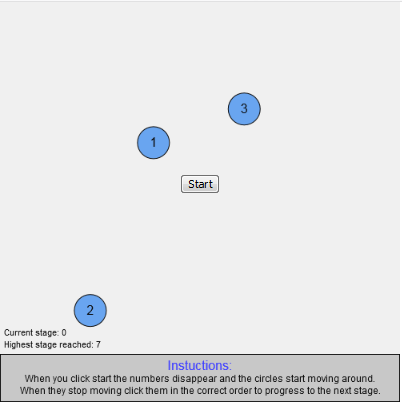 3
1
Start
2
Current stage: 0
Highest stage reached: 7
Instuctions:
When you click start the numbers disappear and the circles start moving around.
When they stop moving click them in the correct order to progress to the next stage.